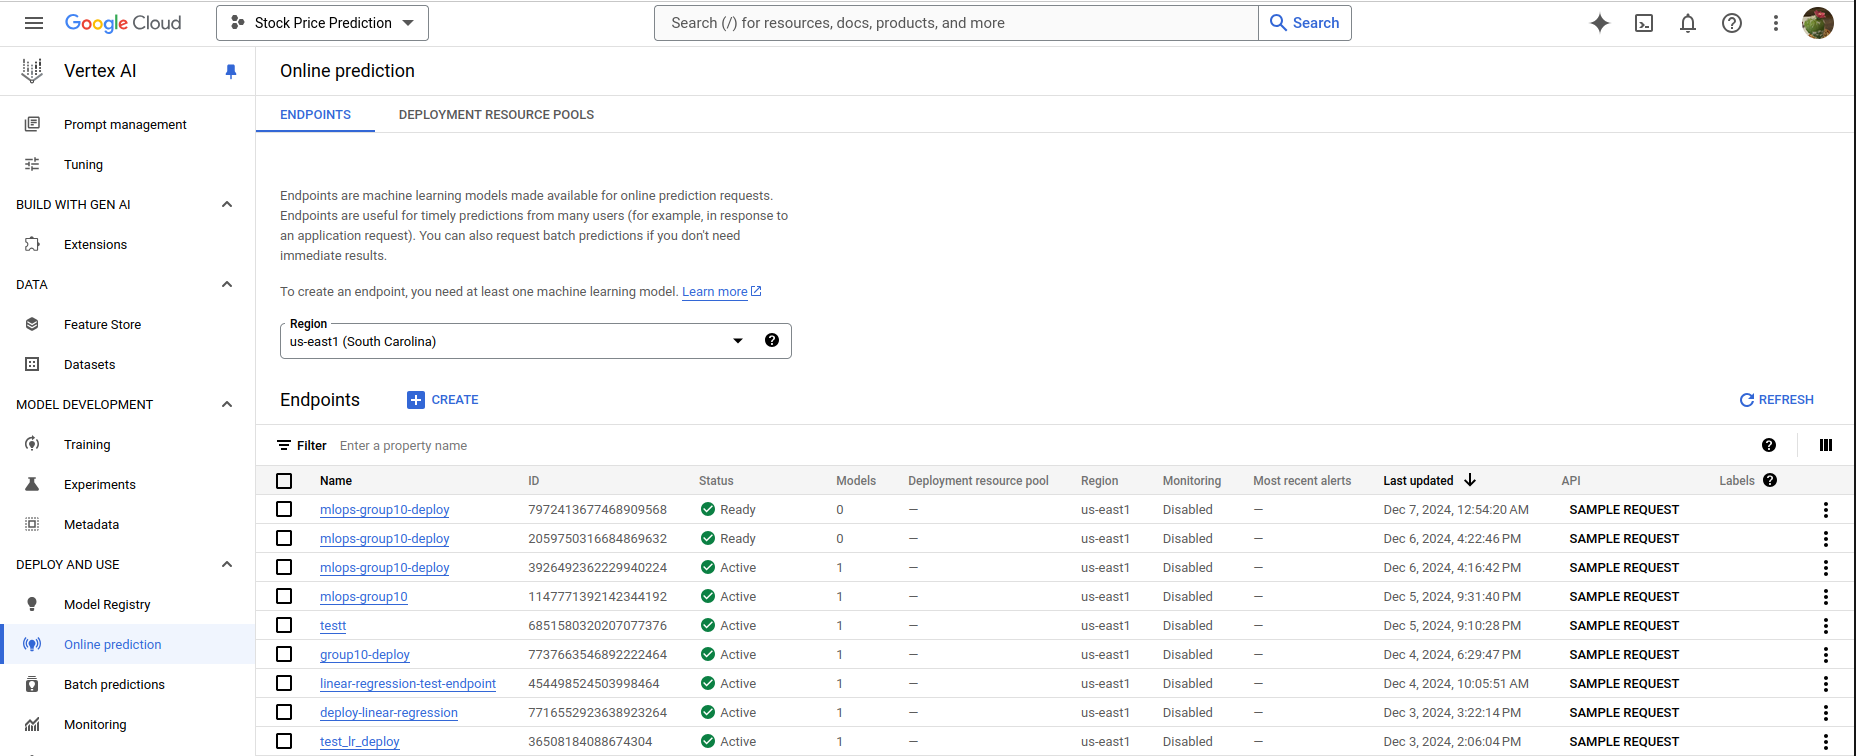 Google Cloud
Stock Price Prediction
Search (/) for resources, docs, products, and more
Search
Vertex AI
Online prediction
Prompt management
Tuning
BUILD WITH GEN AI
Extensions
DATA
Feature Store
Datasets
MODEL DEVELOPMENT
Training
Experiments
Metadata
DEPLOY AND USE
Model Registry
Online prediction
Batch predictions
Monitoring
ENDPOINTS DEPLOYMENT RESOURCE POOLS
Endpoints are machine learning models made available for online prediction requests.
Endpoints are useful for timely predictions from many users (for example, in response to
an application request). You can also request batch predictions if you don't need
immediate results.
To create an endpoint, you need at least one machine learning model. Learn more
Region
us-east1 (South Carolina)
Endpoints CREATE REFRESH
Filter Enter a property name
Name ID Status Models Deployment resource pool Region Monitoring Most recent alerts Last updated API Labels
mlops-group10-deploy 7972413677468909568 Ready 0 — us-east1 Disabled — Dec 7, 2024, 12:54:20 AM SAMPLE REQUEST
mlops-group10-deploy 2059750316684869632 Ready 0 — us-east1 Disabled — Dec 6, 2024, 4:22:46 PM SAMPLE REQUEST
mlops-group10-deploy 3926492362229940224 Active 1 — us-east1 Disabled — Dec 6, 2024, 4:16:42 PM SAMPLE REQUEST
mlops-group10 1147771392142344192 Active 1 — us-east1 Disabled — Dec 5, 2024, 9:31:40 PM SAMPLE REQUEST
testt 6851580320207077376 Active 1 — us-east1 Disabled — Dec 5, 2024, 9:10:28 PM SAMPLE REQUEST
group10-deploy 7737663546892222464 Active 1 — us-east1 Disabled — Dec 4, 2024, 6:29:47 PM SAMPLE REQUEST
linear-regression-test-endpoint 454498524503998464 Active 1 — us-east1 Disabled — Dec 4, 2024, 10:05:51 AM SAMPLE REQUEST
deploy-linear-regression 7716552923638923264 Active 1 — us-east1 Disabled — Dec 3, 2024, 3:22:14 PM SAMPLE REQUEST
test_lr_deploy 36508184088674304 Active 1 — us-east1 Disabled — Dec 3, 2024, 2:06:04 PM SAMPLE REQUEST